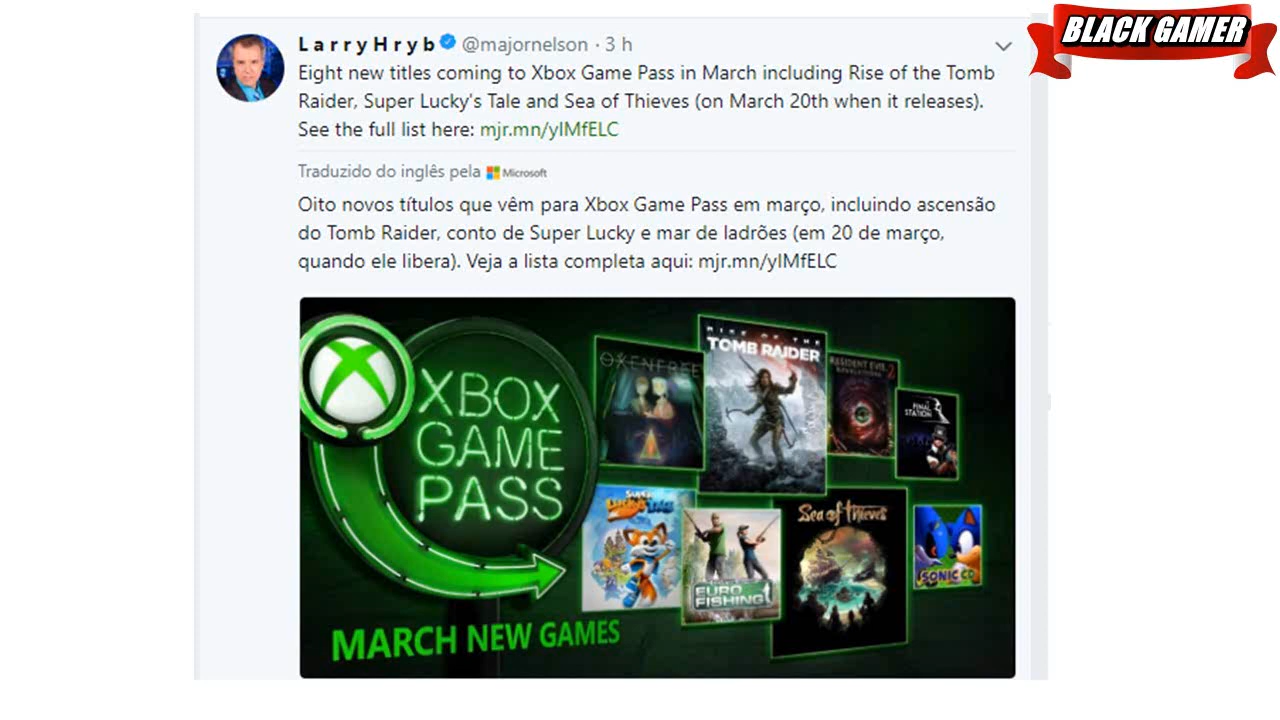 BLACK GAMER
LarryHryb @majornelson · 3 h
Eight new titles coming to Xbox Game Pass in March including Rise of the Tomb
Raider, Super Lucky's Tale and Sea of Thieves (on March 20th when it releases).
See the full list here: mjr.mn/yIMfELC
Traduzido do inglês pela Microsoft
Oito novos títulos que vêm para Xbox Game Pass em março, incluindo ascensão
do Tomb Raider, conto de Super Lucky e mar de ladrões (em 20 de março,
quando ele libera). Veja a lista completa aqui: mjr.mn/yIMfELC
XBOX
GAME
PASS
MARCH NEW GAMES
OXENFREE
RISE OF THE
TOMB RAIDER
RESIDENT EVIL
REVELATIONS 2
THE FINAL
STATION
SUPER
LUCKY'S TALE
EURO
FISHING
Sea of Thieves
SONIC CD